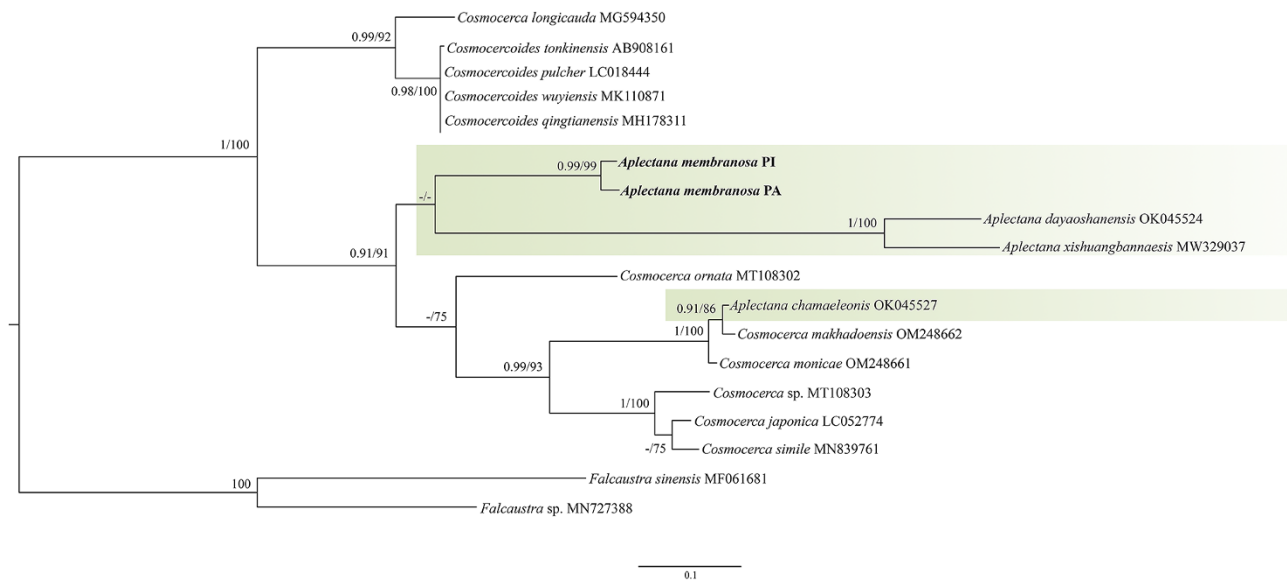 Cosmocerca longicauda MG594350
0.99/92
Cosmocercoides tonkinensis AB908161
Cosmocercoides pulcher LC018444
0.98/100
Cosmocercoides wuyiensis MK110871
Cosmocercoides qingtianensis MH178311
1/100
Aplectana membranosa PI
0.99/99
Aplectana membranosa PA
-/-
Aplectana dayaoshanensis OK045524
1/100
Aplectana xishuangbannaesis MW329037
0.91/91
Cosmocerca ornata MT108302
Aplectana chamaeleonis OK045527
0.91/86
-/75
Cosmocerca makhadoensis OM248662
1/100
Cosmocerca monicae OM248661
0.99/93
Cosmocerca sp. MT108303
1/100
Cosmocerca japonica LC052774
-/75
Cosmocerca simile MN839761
Falcaustra sinensis MF061681
100
Falcaustra sp. MN727388
0.1